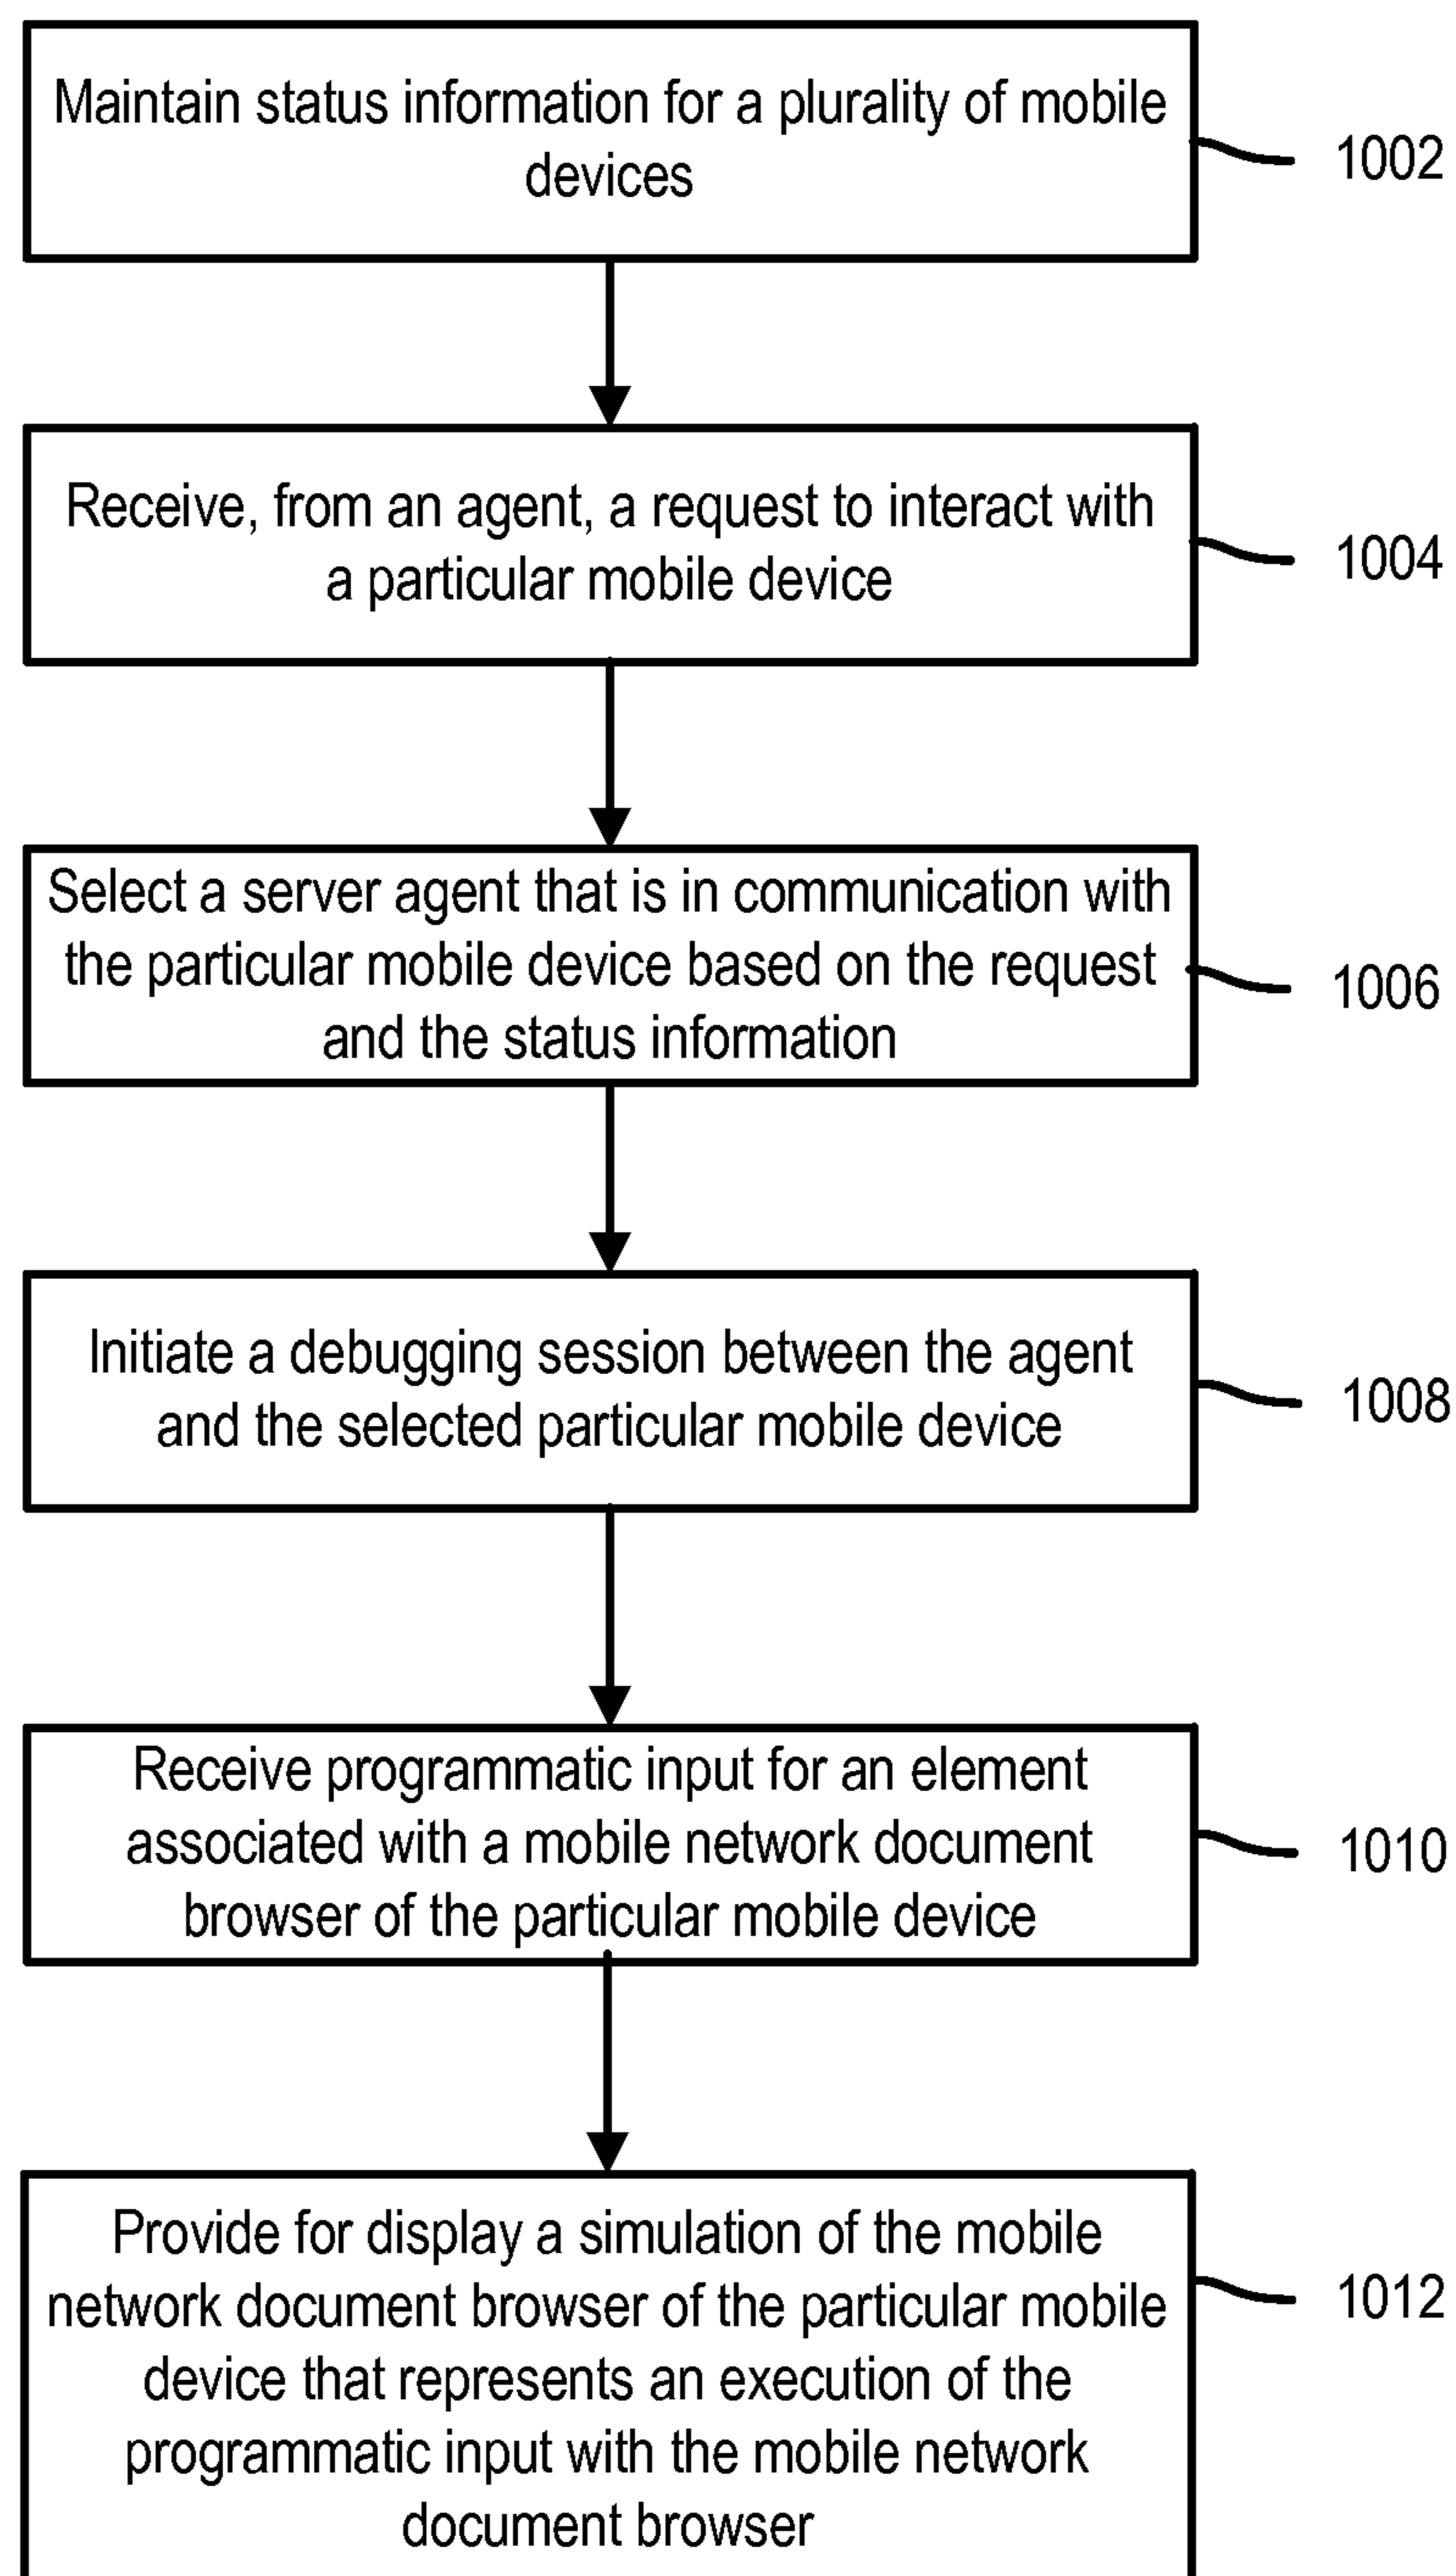 Maintain status information for a plurality of mobile
devices
1002
Receive, from an agent, a request to interact with
a particular mobile device
1004
Select a server agent that is in communication with
the particular mobile device based on the request
and the status information
1006
Initiate a debugging session between the agent
and the selected particular mobile device
1008
Receive programmatic input for an element
associated with a mobile network document
browser of the particular mobile device
1010
Provide for display a simulation of the mobile
network document browser of the particular mobile
device that represents an execution of the
programmatic input with the mobile network
document browser
1012